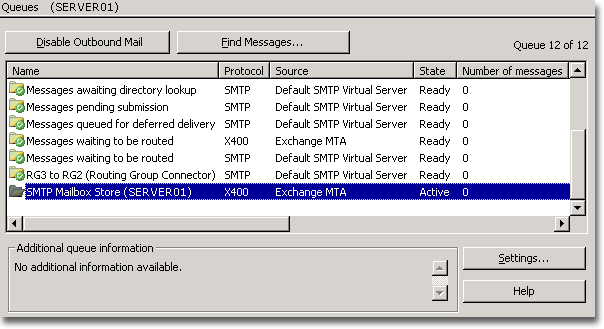 Queues (SERVER01)
Disable Outbound Mail Find Messages... Queue 12 of 12
Name Protocol Source State Number of messages
Messages awaiting directory lookup SMTP Default SMTP Virtual Server Ready 0
Messages pending submission SMTP Default SMTP Virtual Server Ready 0
Messages queued for deferred delivery SMTP Default SMTP Virtual Server Ready 0
Messages waiting to be routed X400 Exchange MTA Ready 0
Messages waiting to be routed SMTP Default SMTP Virtual Server Ready 0
RG3 to RG2 (Routing Group Connector) SMTP Default SMTP Virtual Server Ready 0
SMTP Mailbox Store (SERVER01) X400 Exchange MTA Active 0
Additional queue information
No additional information available.
Settings...
Help